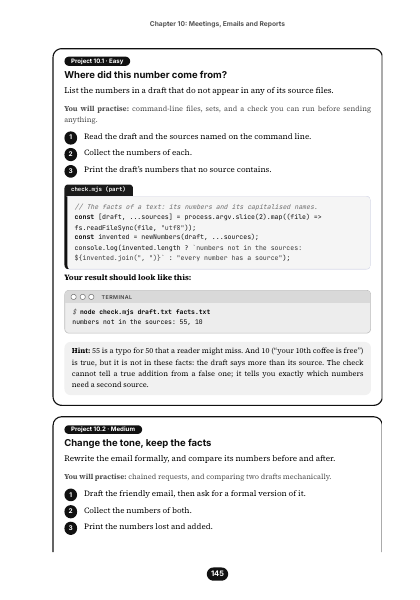 Chapter 10: Meetings, Emails and Reports
Project 10.1 · Easy
Where did this number come from?
List the numbers in a draft that do not appear in any of its source files.
You will practise: command-line files, sets, and a check you can run before sending
anything.
1 Read the draft and the sources named on the command line.
2 Collect the numbers of each.
3 Print the draft's numbers that no source contains.
check.mjs (part)
// The facts of a text: its numbers and its capitalised names.
const [draft, ...sources] = process.argv.slice(2).map((file) =>
fs.readFileSync(file, "utf8"));
const invented = newNumbers(draft, ...sources);
console.log(invented.length ? `numbers not in the sources:
${invented.join(", ")}` : "every number has a source");
Your result should look like this:
TERMINAL
$ node check.mjs draft.txt facts.txt
numbers not in the sources: 55, 10
Hint: 55 is a typo for 50 that a reader might miss. And 10 ("your 10th coffee is free")
is true, but it is not in these facts: the draft says more than its source. The check
cannot tell a true addition from a false one; it tells you exactly which numbers
need a second source.
Project 10.2 · Medium
Change the tone, keep the facts
Rewrite the email formally, and compare its numbers before and after.
You will practise: chained requests, and comparing two drafts mechanically.
1 Draft the friendly email, then ask for a formal version of it.
2 Collect the numbers of both.
3 Print the numbers lost and added.
145